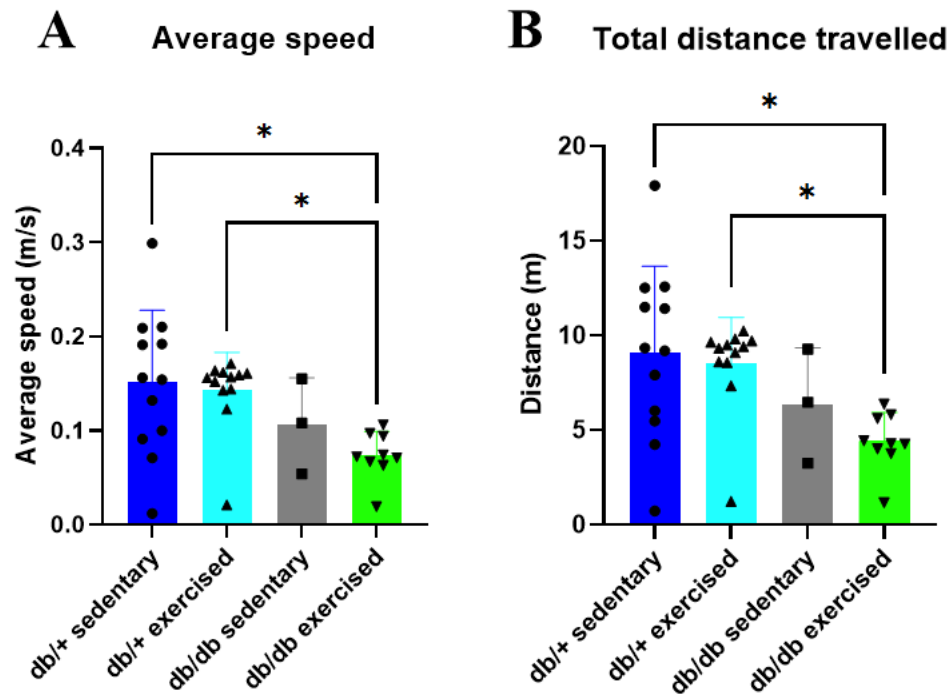 A Average speed
*
*
Average speed (m/s)
0.4
0.3
0.2
0.1
0.0
db/+ sedentary
db/+ exercised
db/db sedentary
db/db exercised
B Total distance travelled
*
*
Distance (m)
20
15
10
5
0
db/+ sedentary
db/+ exercised
db/db sedentary
db/db exercised